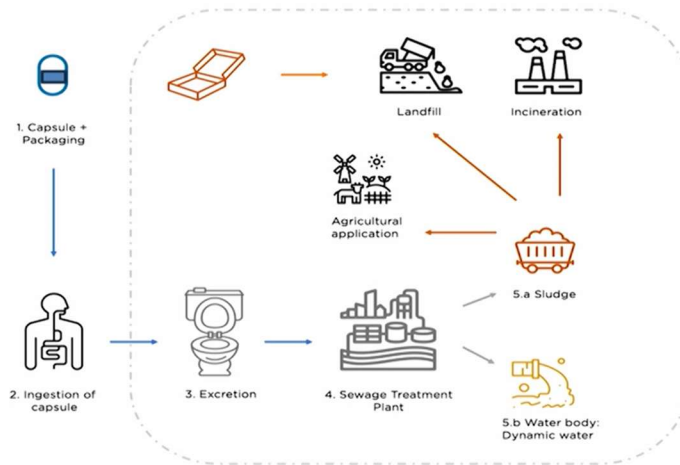 1. Capsule +
Packaging
Landfill
Incineration
Agricultural
application
5.a Sludge
2. Ingestion of
capsule
3. Excretion
4. Sewage Treatment
Plant
5.b Water body:
Dynamic water